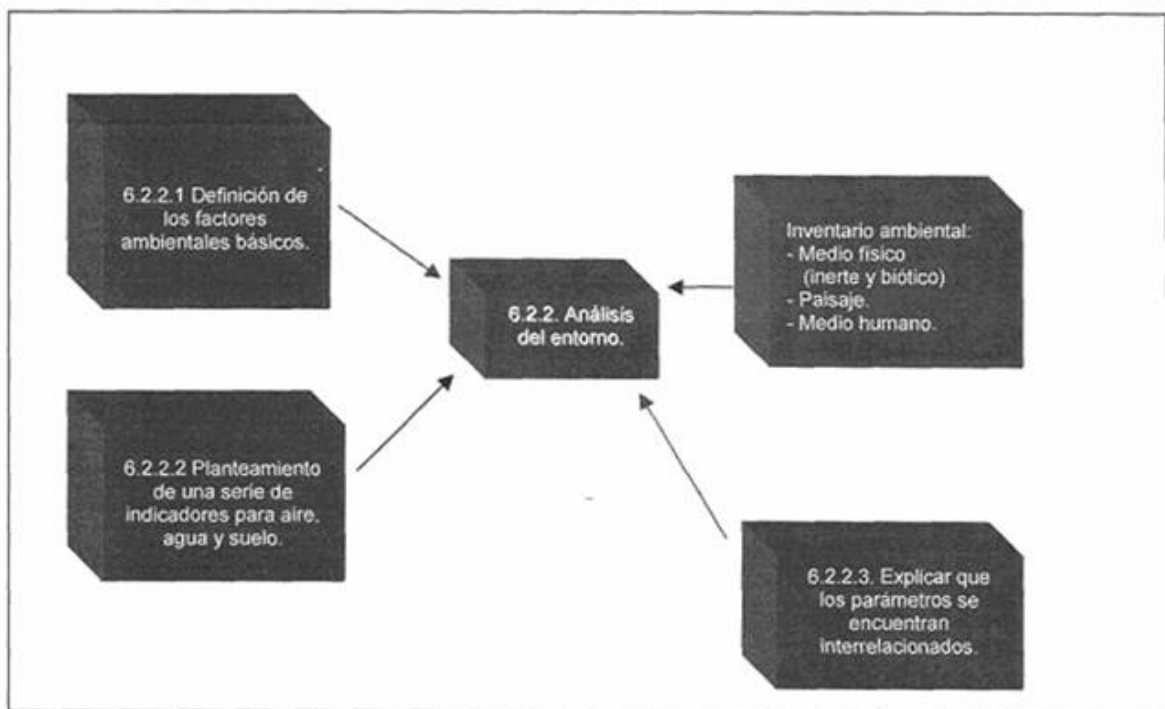 6.2.2.1 Definición de
los factores
ambientales básicos.
Inventario ambiental:
- Medio físico
(inerte y biótico)
- Paisaje.
- Medio humano.
6.2.2. Análisis
del entorno.
6.2.2.2 Planteamiento
de una serie de
indicadores para aire,
agua y suelo.
6.2.2.3. Explicar que
los parámetros se
encuentran
interrelacionados.